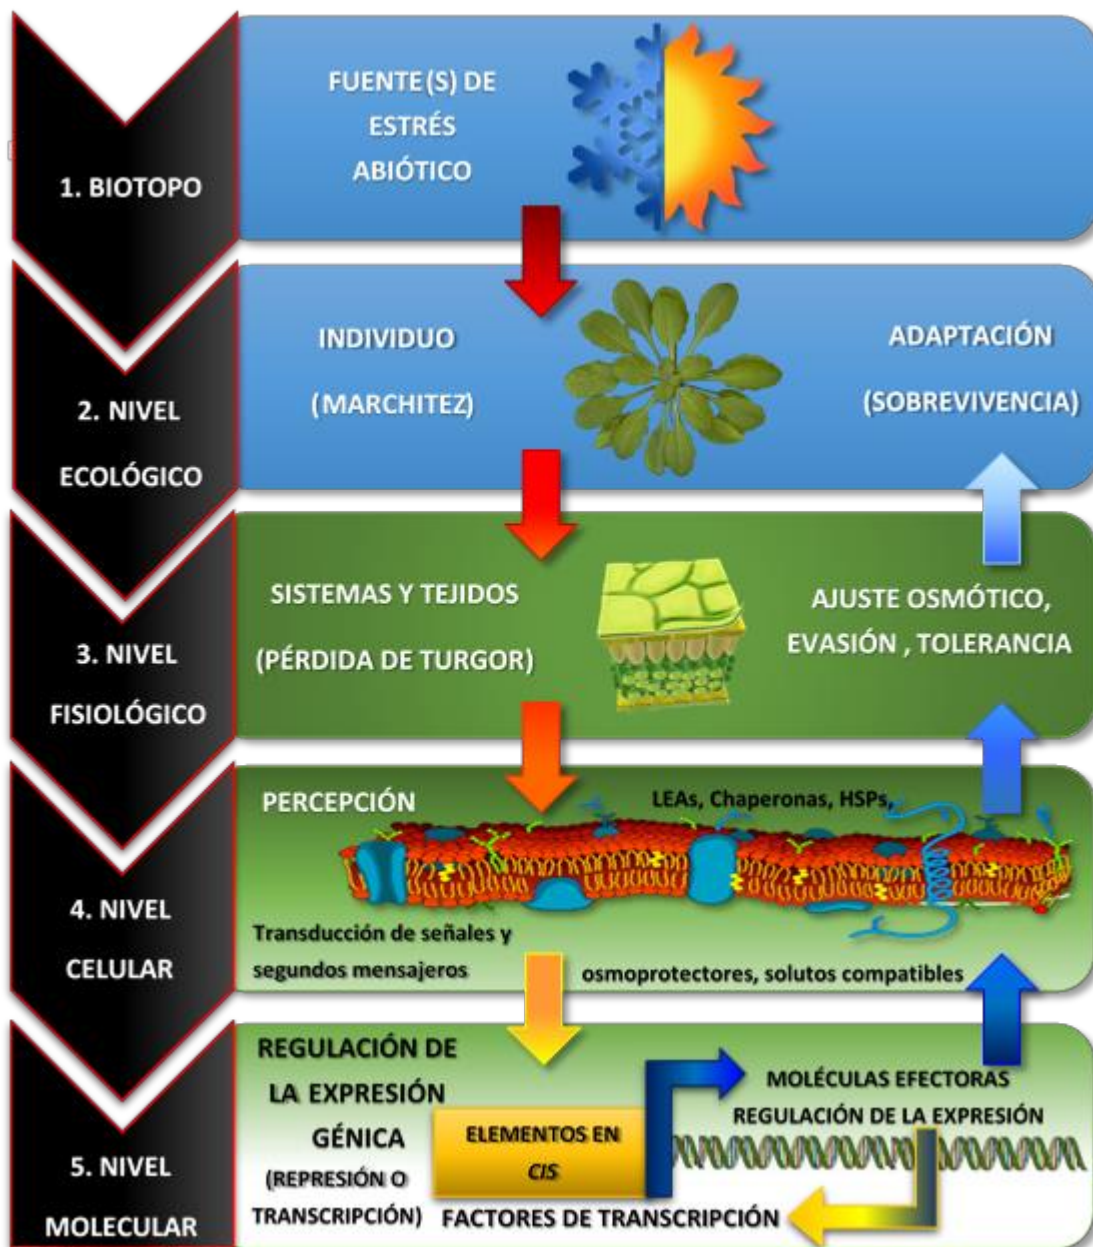 FUENTE(S) DE
ESTRÉS
ABIÓTICO
1. BIOTOPO
INDIVIDUO
(MARCHITEZ)
ADAPTACIÓN
(SOBREVIVENCIA)
2. NIVEL
ECOLÓGICO
SISTEMAS Y TEJIDOS
(PÉRDIDA DE TURGOR)
AJUSTE OSMÓTICO,
EVASIÓN , TOLERANCIA
3. NIVEL
FISIOLÓGICO
PERCEPCIÓN
LEAs, Chaperonas, HSPs,
4. NIVEL
CELULAR
Transducción de señales y
segundos mensajeros
osmoprotectores, solutos compatibles
REGULACIÓN DE
LA EXPRESIÓN
GÉNICA
(REPRESIÓN O
TRANSCRIPCIÓN)
ELEMENTOS EN
CIS
MOLÉCULAS EFECTORAS
REGULACIÓN DE LA EXPRESIÓN
FACTORES DE TRANSCRIPCIÓN
5. NIVEL
MOLECULAR